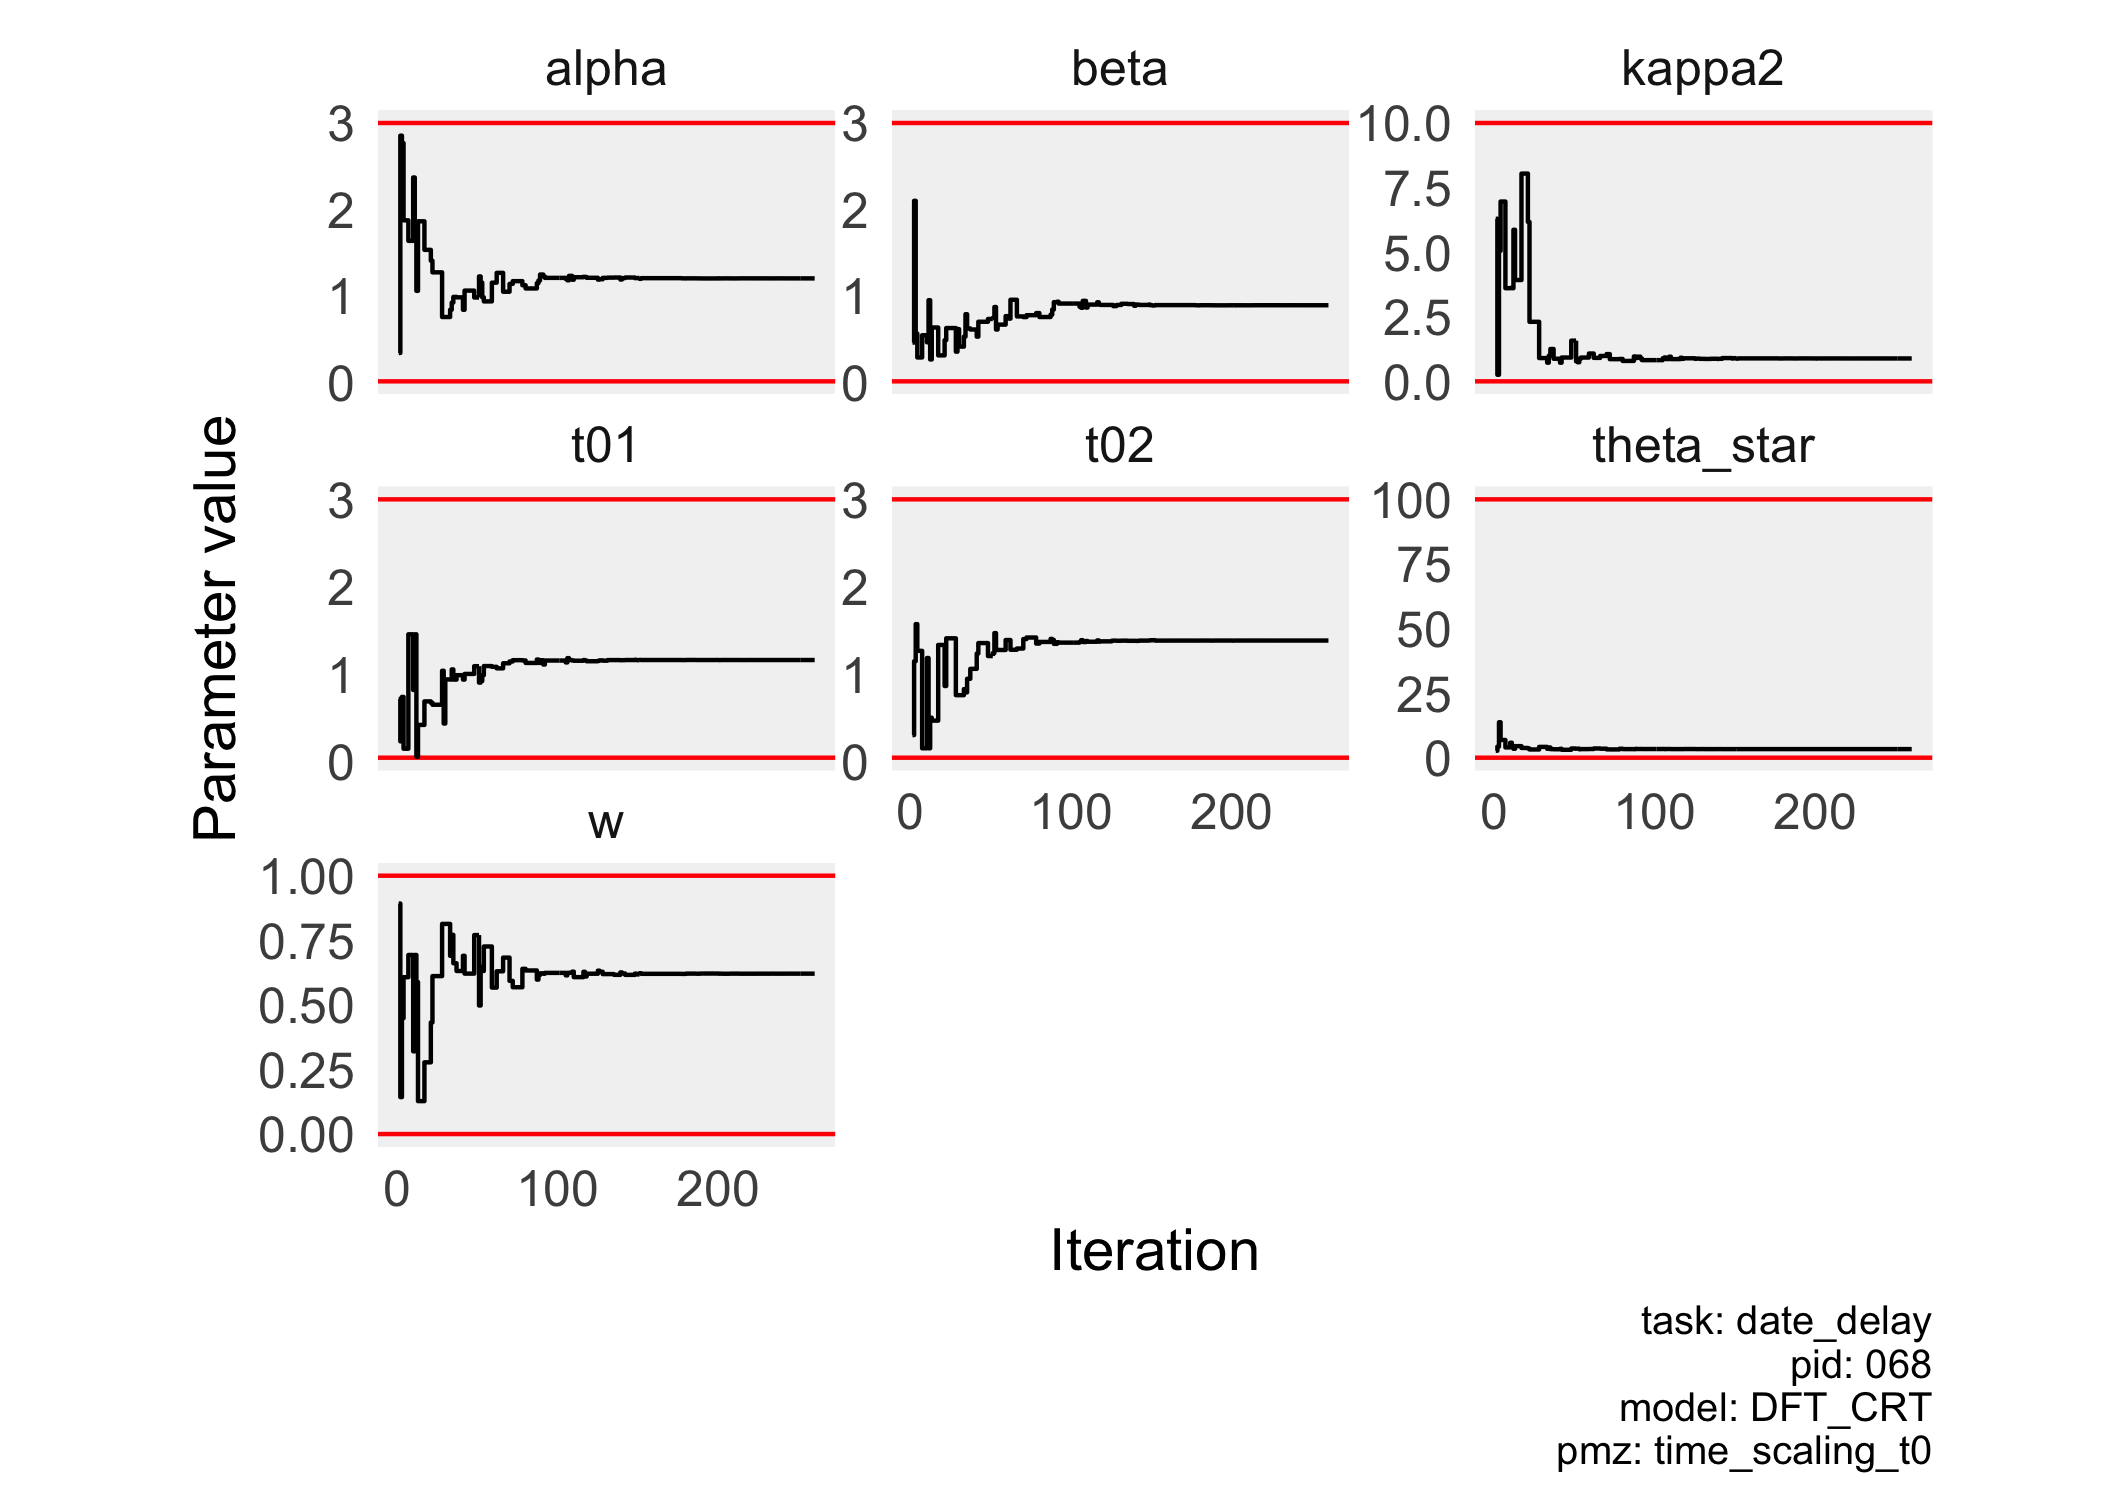 alpha
beta
kappa2
3
2
1
0
3
2
1
0
10.0
7.5
5.0
2.5
0.0
t01
t02
theta_star
3
2
1
0
3
2
1
0
100
75
50
25
0
0 100 200
0 100 200
w
1.00
0.75
0.50
0.25
0.00
0 100 200
Parameter value
Iteration
task: date_delay
pid: 068
model: DFT_CRT
pmz: time_scaling_t0